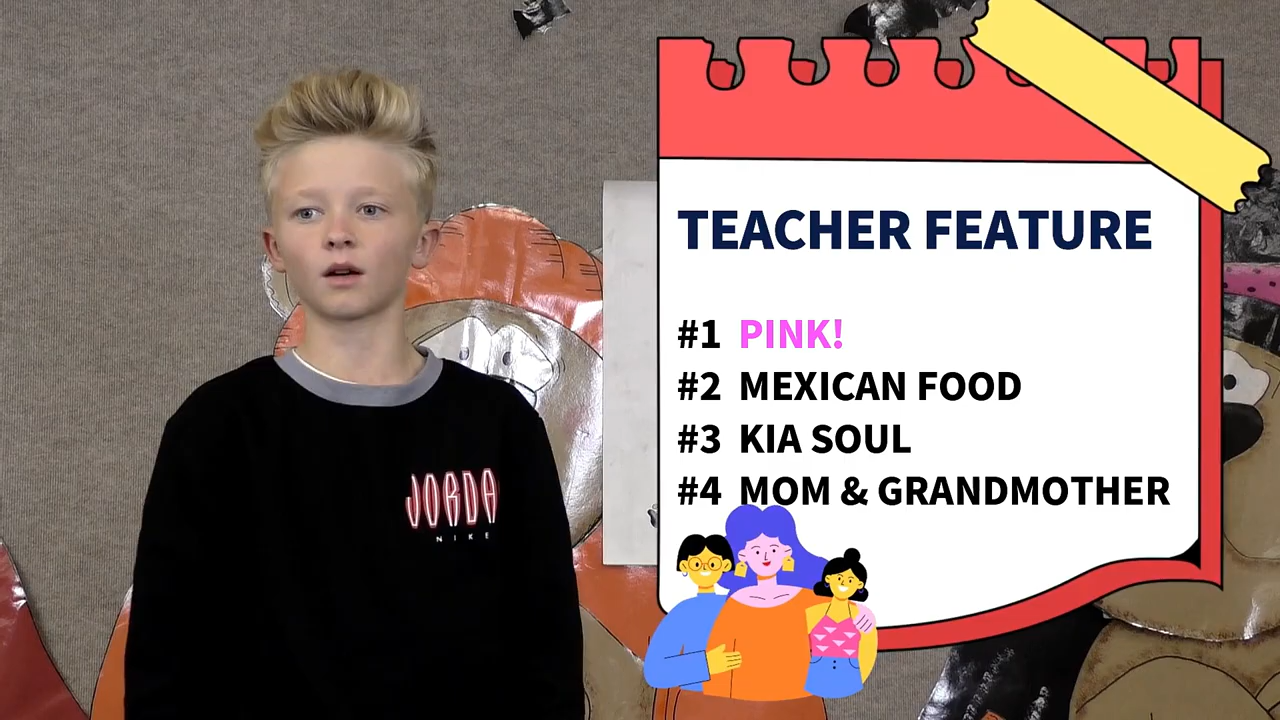 TEACHER FEATURE
#1 PINK!
#2 MEXICAN FOOD
#3 KIA SOUL
#4 MOM & GRANDMOTHER
JORDA
NIKE